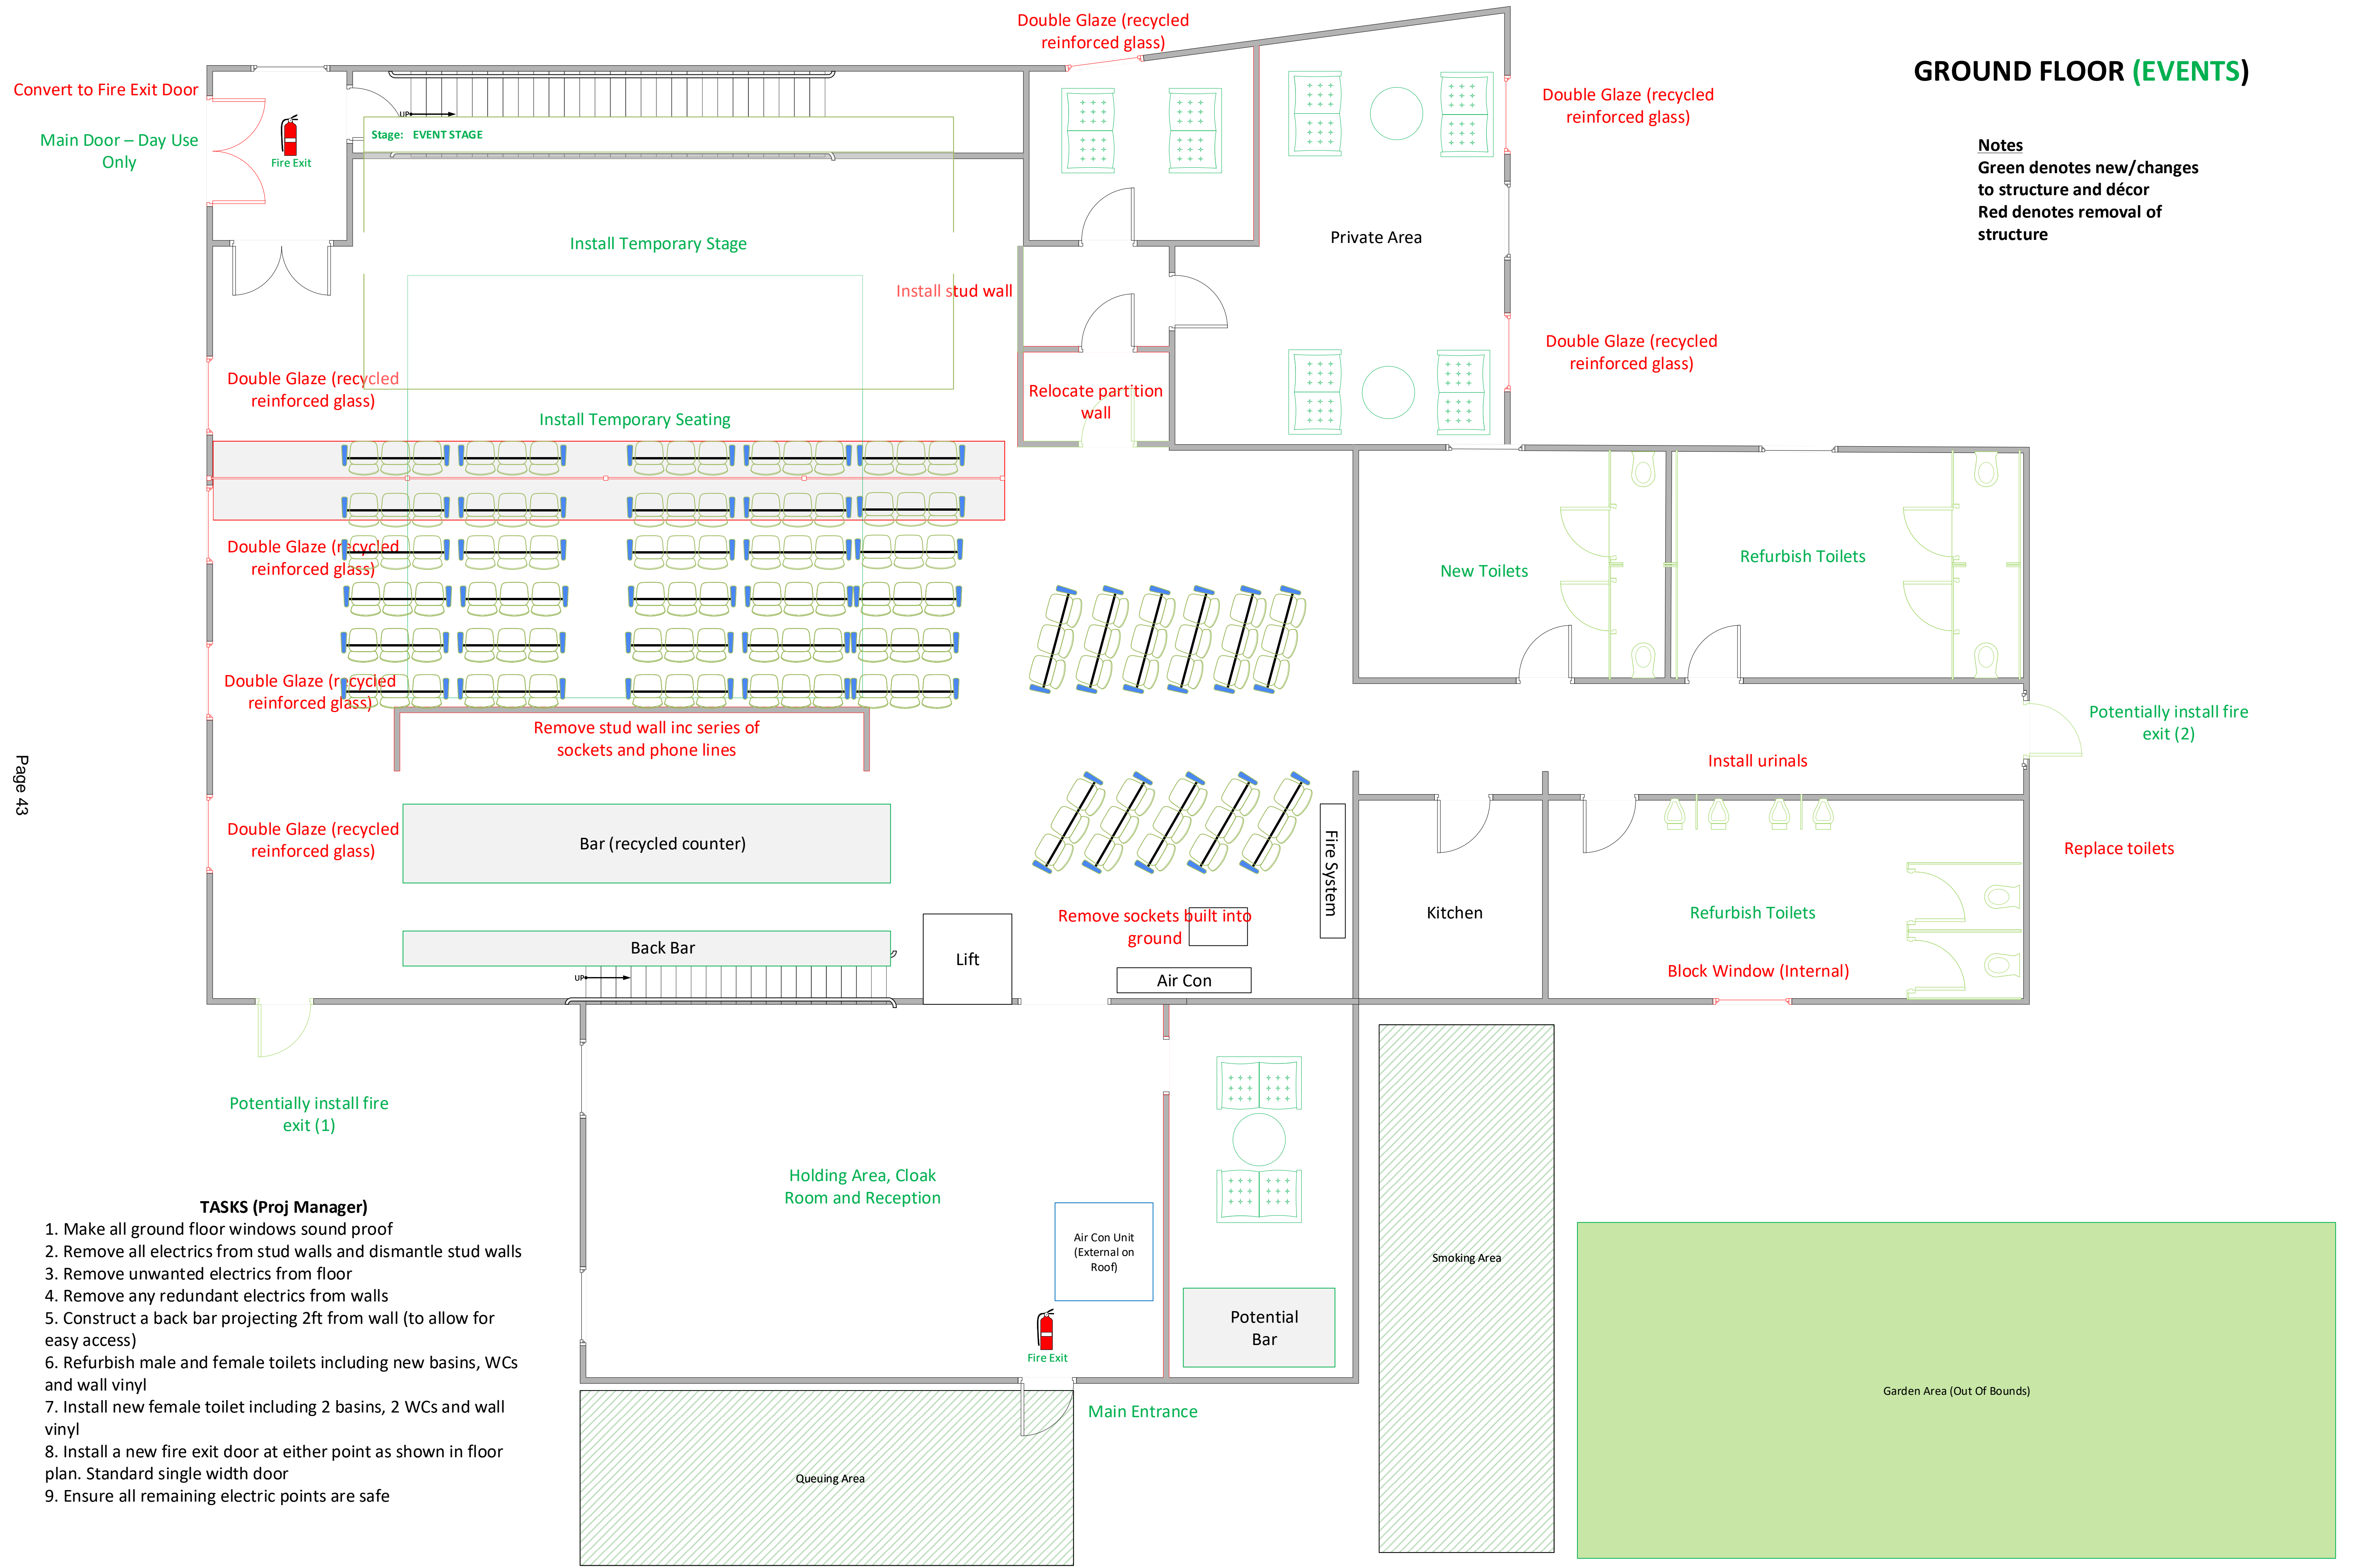 Double Glaze (recycled
reinforced glass)
GROUND FLOOR (EVENTS)
Convert to Fire Exit Door
Main Door – Day Use
Only
Fire Exit
UP
Stage: EVENT STAGE
Double Glaze (recycled
reinforced glass)
Notes
Green denotes new/changes
to structure and décor
Red denotes removal of
structure
Install Temporary Stage
Private Area
Install stud wall
Double Glaze (recycled
reinforced glass)
Double Glaze (recycled
reinforced glass)
Relocate partition
wall
Install Temporary Seating
Double Glaze (recycled
reinforced glass)
New Toilets
Refurbish Toilets
Double Glaze (recycled
reinforced glass)
Remove stud wall inc series of
sockets and phone lines
Potentially install fire
exit (2)
Install urinals
Page 43
Double Glaze (recycled
reinforced glass)
Bar (recycled counter)
Fire System
Replace toilets
Remove sockets built into
ground
Kitchen
Refurbish Toilets
Back Bar
Lift
UP
Air Con
Block Window (Internal)
Potentially install fire
exit (1)
Holding Area, Cloak
Room and Reception
Air Con Unit
(External on
Roof)
Smoking Area
Potential
Bar
Fire Exit
Main Entrance
Garden Area (Out Of Bounds)
Queuing Area
TASKS (Proj Manager)
1. Make all ground floor windows sound proof
2. Remove all electrics from stud walls and dismantle stud walls
3. Remove unwanted electrics from floor
4. Remove any redundant electrics from walls
5. Construct a back bar projecting 2ft from wall (to allow for
easy access)
6. Refurbish male and female toilets including new basins, WCs
and wall vinyl
7. Install new female toilet including 2 basins, 2 WCs and wall
vinyl
8. Install a new fire exit door at either point as shown in floor
plan. Standard single width door
9. Ensure all remaining electric points are safe